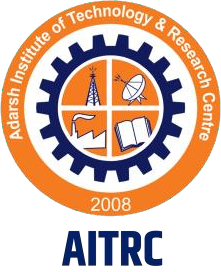 Adarsh Institute of Technology & Research Centre
2008
AITRC